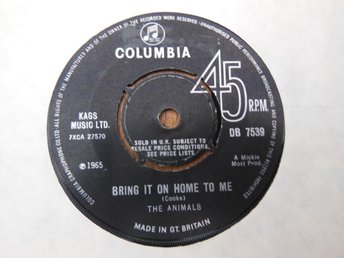 COLUMBIA
KAGS
MUSIC LTD.
7XCA 27570
45 R.P.M
DB 7539
SOLD IN U.K. SUBJECT TO
RESALE PRICE CONDITIONS,
SEE PRICE LISTS
℗1965
A Mickie
Most Prod.
BRING IT ON HOME TO ME
(Cooke)
THE ANIMALS
MADE IN GT. BRITAIN